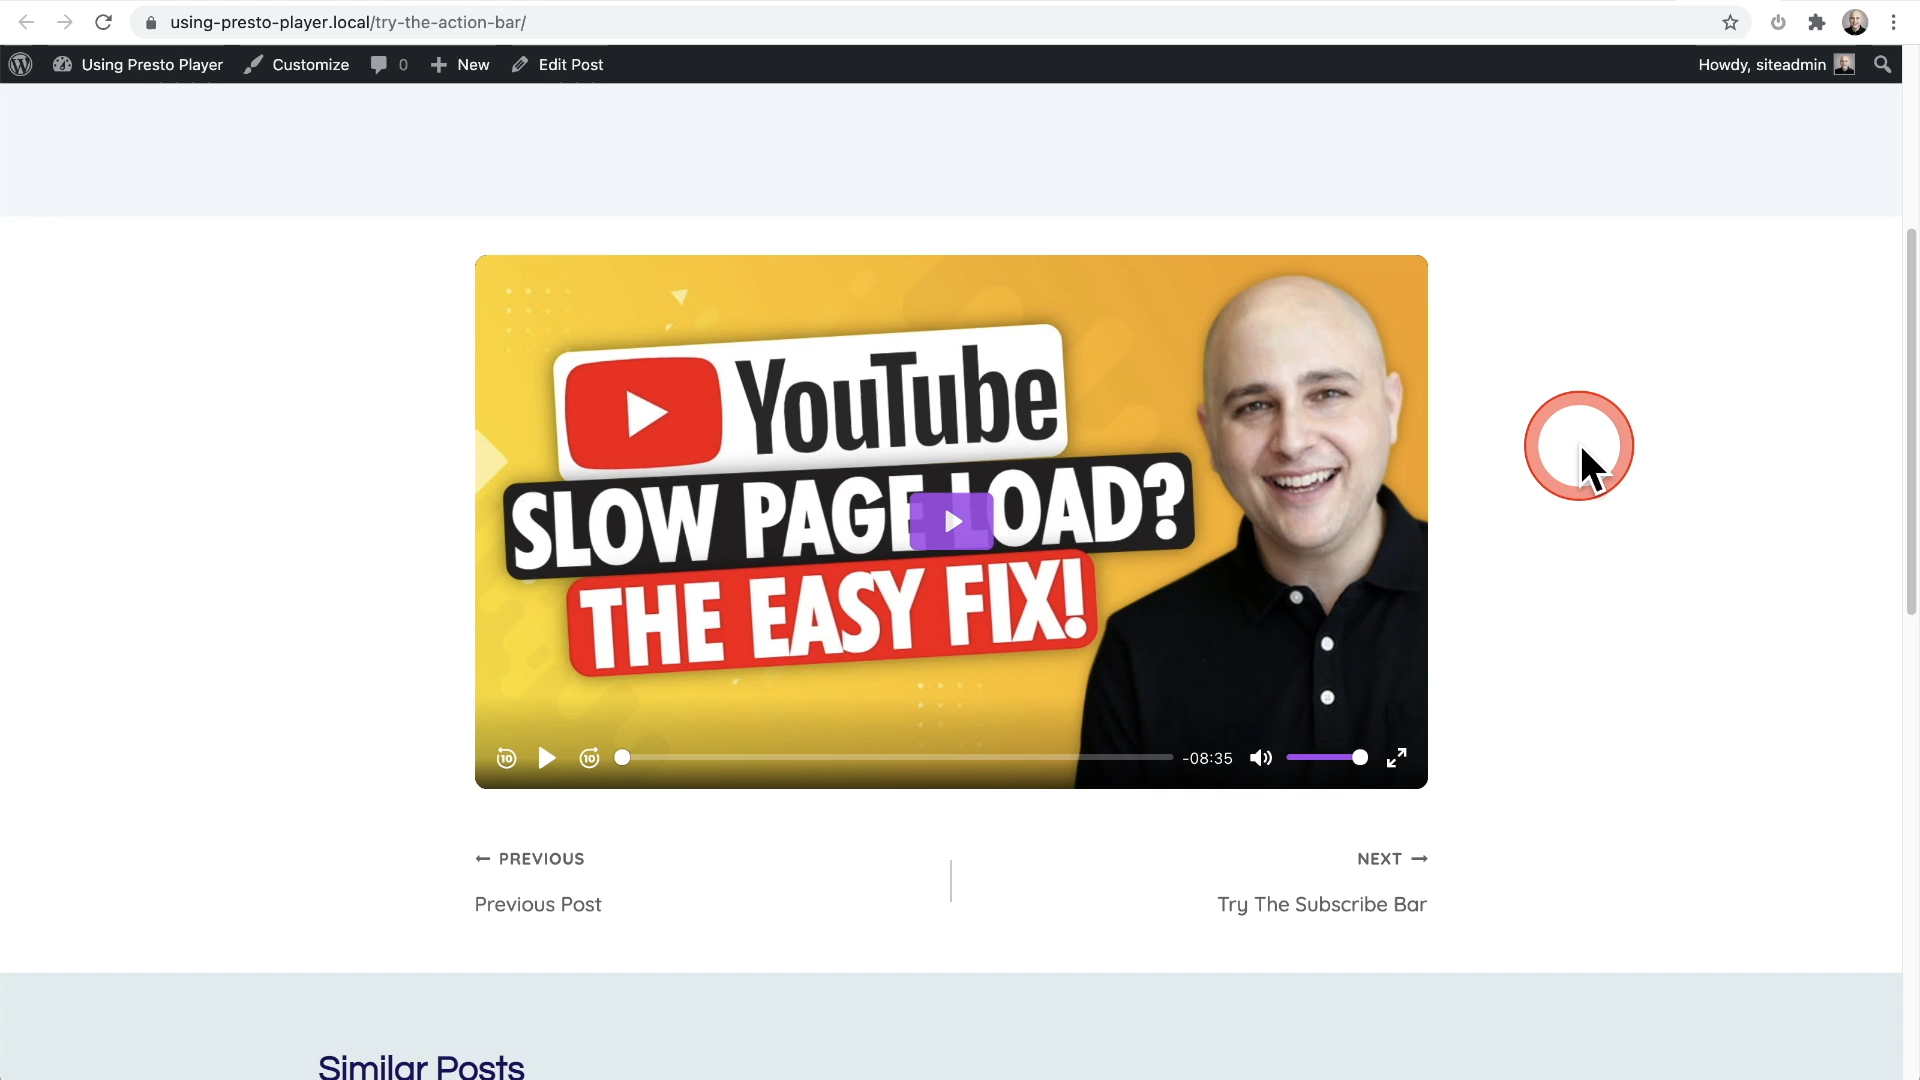 using-presto-player.local/try-the-action-bar/
Using Presto Player Customize 0 New Edit Post Howdy, siteadmin
YouTube
SLOW PAGE LOAD?
THE EASY FIX!
10 10 -08:35
← PREVIOUS NEXT →
Previous Post Try The Subscribe Bar
Similar Posts